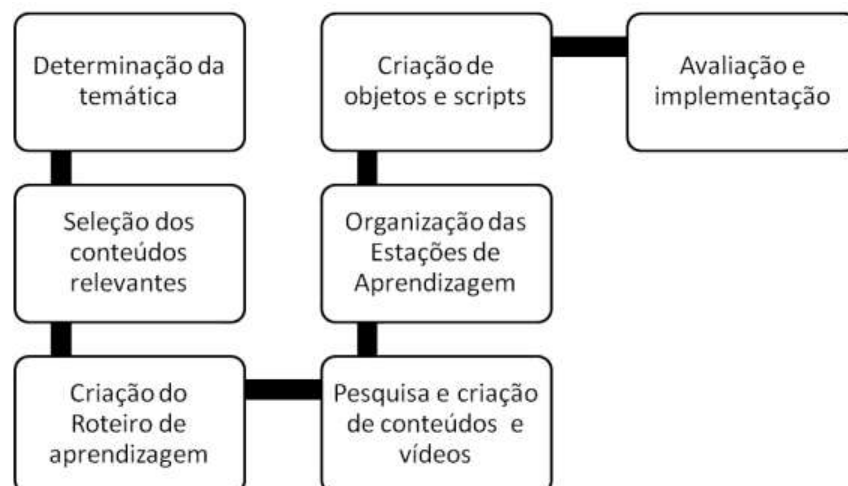 Determinação da
temática
Seleção dos
conteúdos
relevantes
Criação do
Roteiro de
aprendizagem
Pesquisa e criação
de conteúdos e
vídeos
Organização das
Estações de
Aprendizagem
Criação de
objetos e scripts
Avaliação e
implementação